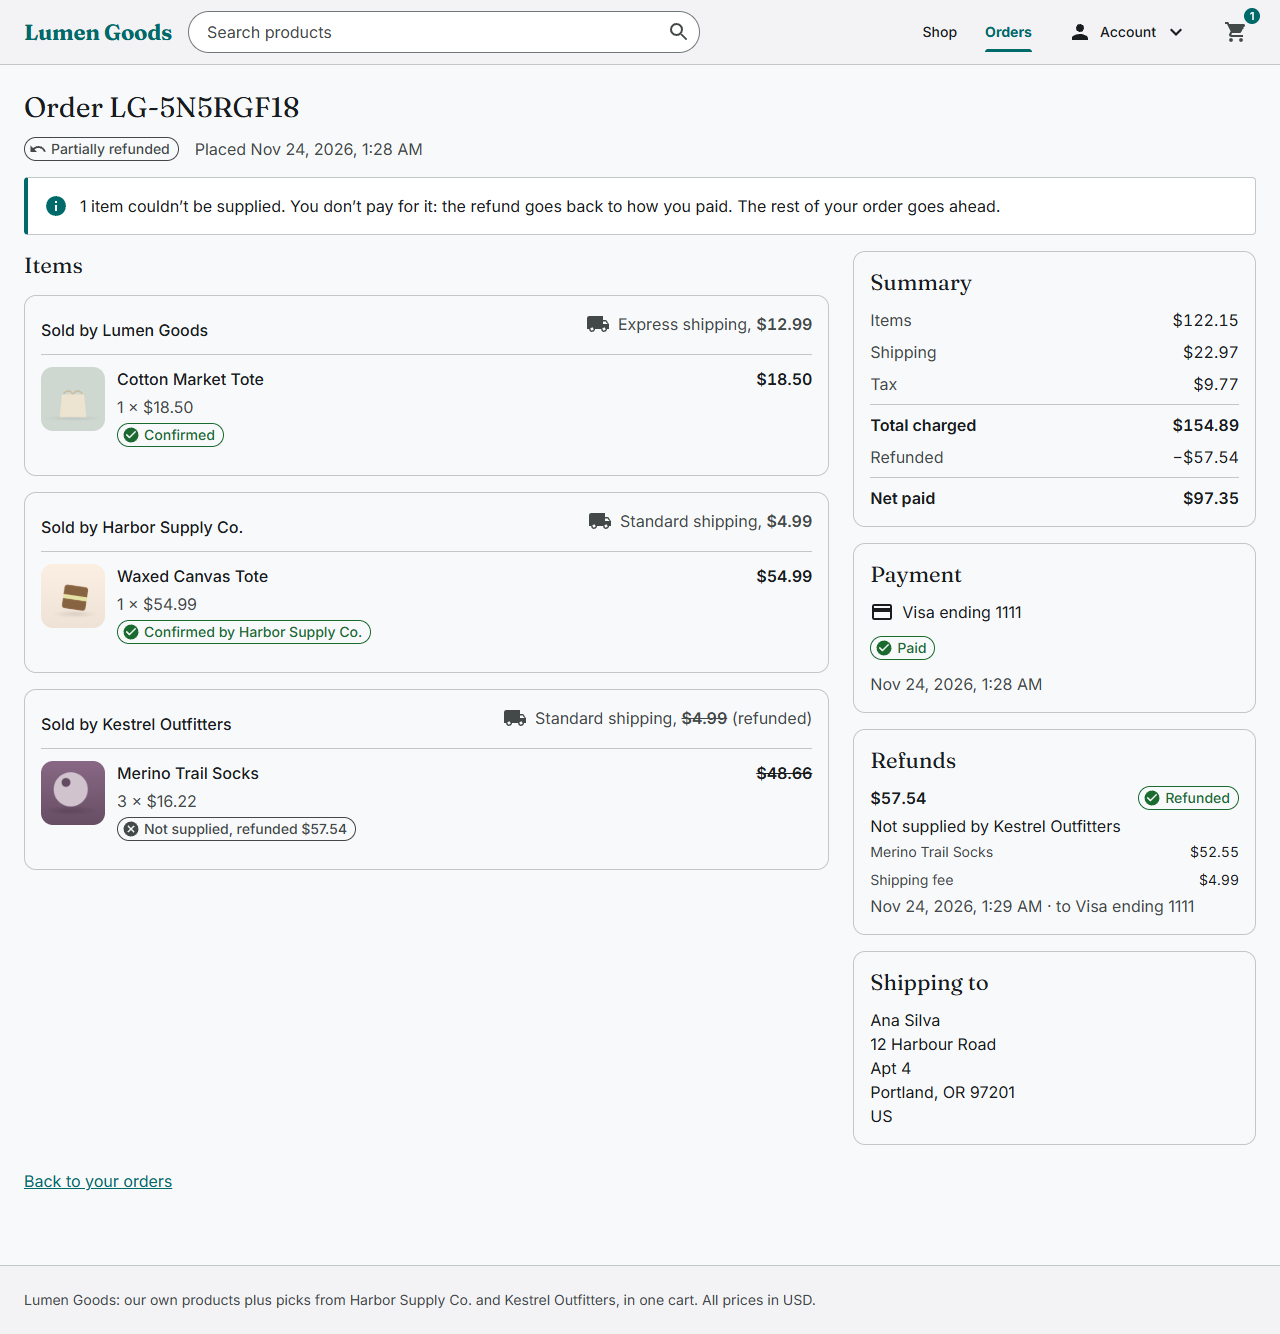 Lumen Goods
Search products
Shop
Orders
Account
1
Order LG-5N5RGF18
Partially refunded
Placed Nov 24, 2026, 1:28 AM
1 item couldn’t be supplied. You don’t pay for it: the refund goes back to how you paid. The rest of your order goes ahead.
Items
Sold by Lumen Goods
Express shipping, $12.99
Cotton Market Tote
$18.50
1 × $18.50
Confirmed
Sold by Harbor Supply Co.
Standard shipping, $4.99
Waxed Canvas Tote
$54.99
1 × $54.99
Confirmed by Harbor Supply Co.
Sold by Kestrel Outfitters
Standard shipping, $4.99 (refunded)
Merino Trail Socks
$48.66
3 × $16.22
Not supplied, refunded $57.54
Summary
Items $122.15
Shipping $22.97
Tax $9.77
Total charged $154.89
Refunded −$57.54
Net paid $97.35
Payment
Visa ending 1111
Paid
Nov 24, 2026, 1:28 AM
Refunds
$57.54 Refunded
Not supplied by Kestrel Outfitters
Merino Trail Socks $52.55
Shipping fee $4.99
Nov 24, 2026, 1:29 AM · to Visa ending 1111
Shipping to
Ana Silva
12 Harbour Road
Apt 4
Portland, OR 97201
US
Back to your orders
Lumen Goods: our own products plus picks from Harbor Supply Co. and Kestrel Outfitters, in one cart. All prices in USD.